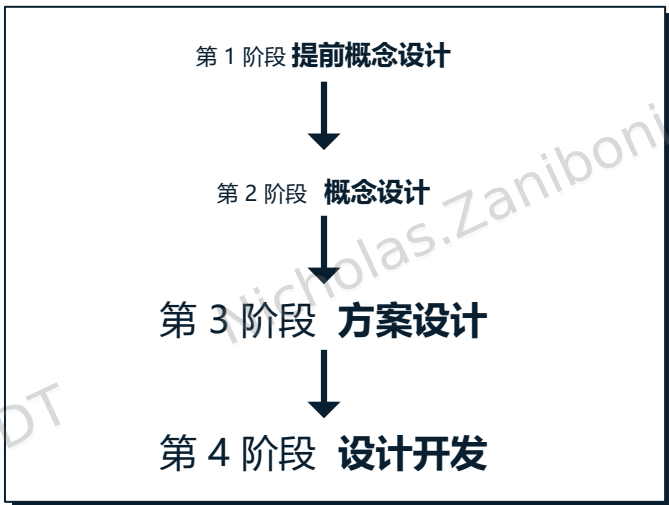 第 1 阶段 提前概念设计
第 2 阶段 概念设计
Nicholas.Zaniboni
第 3 阶段 方案设计
DT
第 4 阶段 设计开发